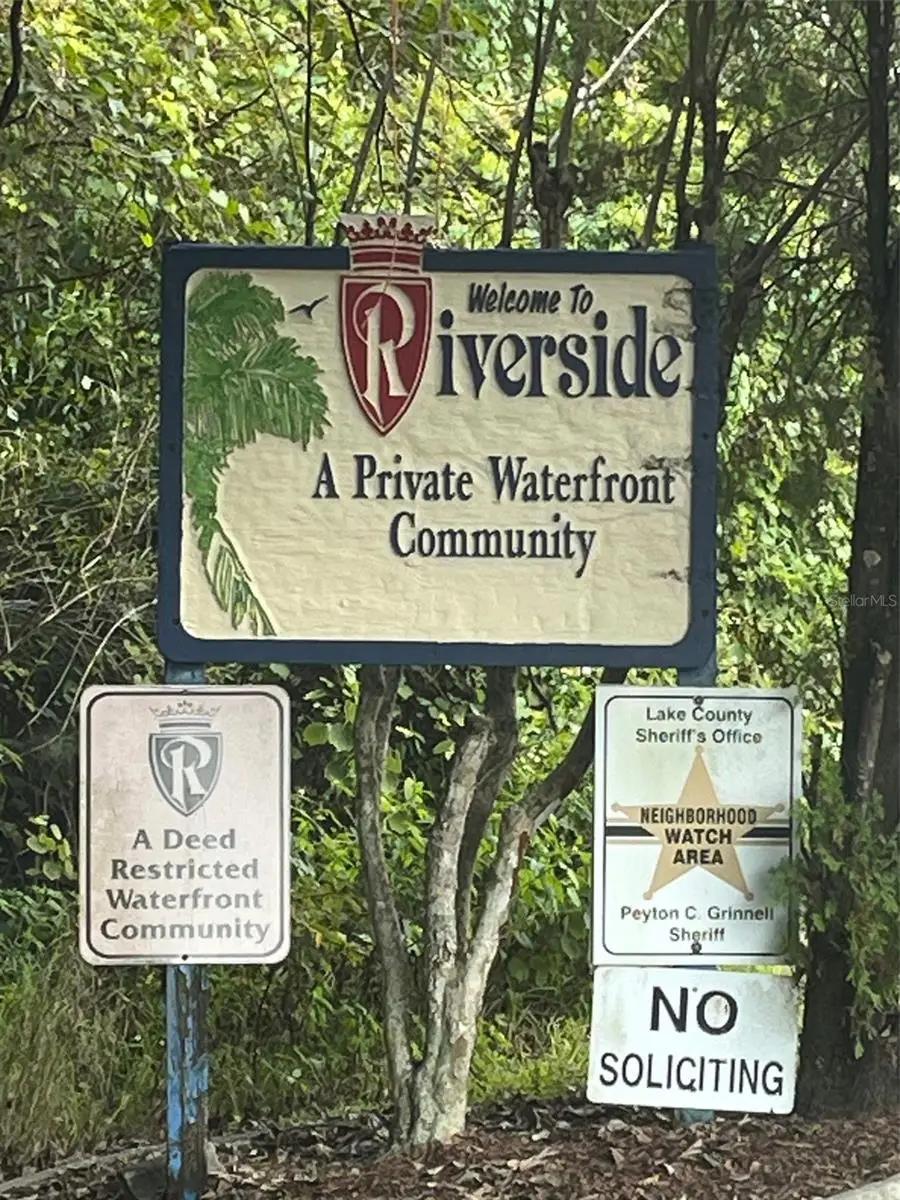 Welcome To
Riverside
A Private Waterfront
Community
R
A Deed
Restricted
Waterfront
Community
Lake County
Sheriff's Office
NEIGHBORHOOD
WATCH
AREA
Peyton C. Grinnell
Sheriff
NO
SOLICITING
StellarMLS